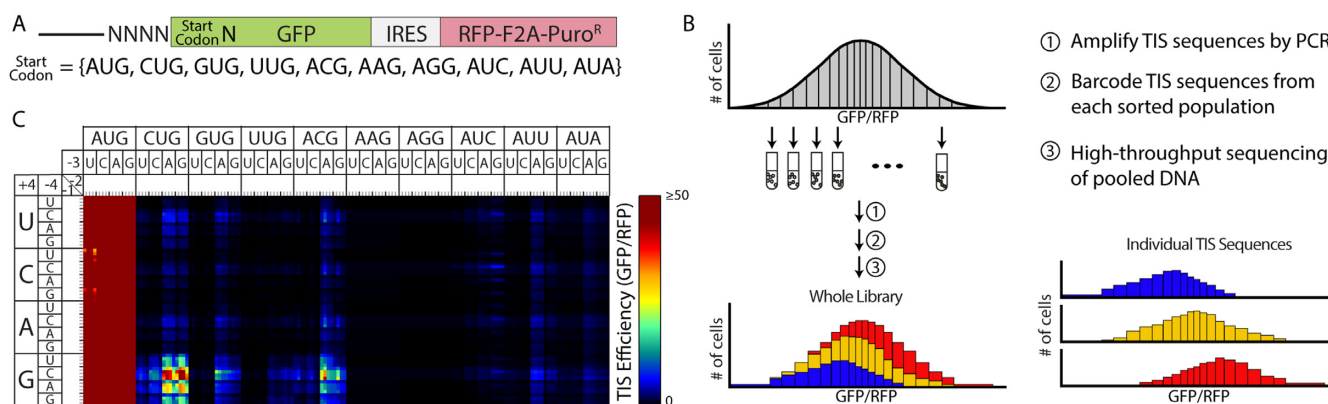 A
NNNN Start Codon N GFP IRES RFP-F2A-Puro^R
Start Codon = {AUG, CUG, GUG, UUG, ACG, AAG, AGG, AUC, AUU, AUA}
C
AUG CUG GUG UUG ACG AAG AGG AUC AUU AUA
-3 U C A G U C A G U C A G U C A G U C A G U C A G U C A G U C A G U C A G U C A G
+4 -4 -1 -2
U U C A G
C U C A G
A U C A G
G U C A G
≥50
TIS Efficiency (GFP/RFP)
0
B
# of cells
GFP/RFP
① Amplify TIS sequences by PCR
② Barcode TIS sequences from
each sorted population
③ High-throughput sequencing
of pooled DNA
①
②
③
Whole Library
# of cells
GFP/RFP
Individual TIS Sequences
# of cells
GFP/RFP